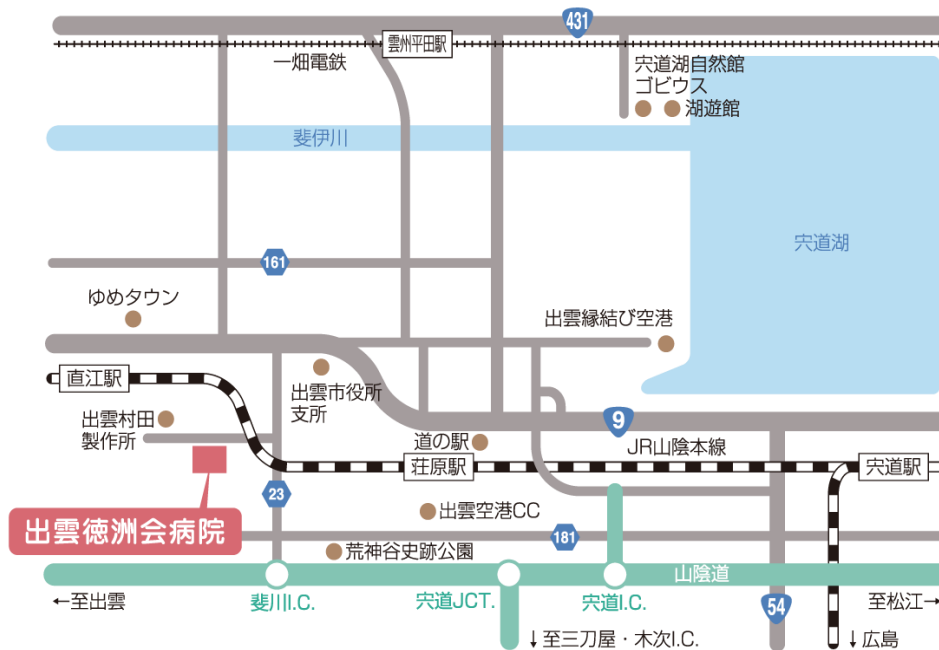 431
雲州平田駅
一畑電鉄
宍道湖自然館
ゴビウス
湖遊館
斐伊川
宍道湖
161
ゆめタウン
出雲縁結び空港
直江駅
出雲市役所
支所
出雲村田
製作所
9
道の駅
JR山陰本線
荘原駅
宍道駅
23
出雲空港CC
出雲徳洲会病院
181
荒神谷史跡公園
山陰道
←至出雲
斐川I.C.
宍道JCT.
宍道I.C.
54
至松江→
↓至三刀屋・木次I.C.
↓広島